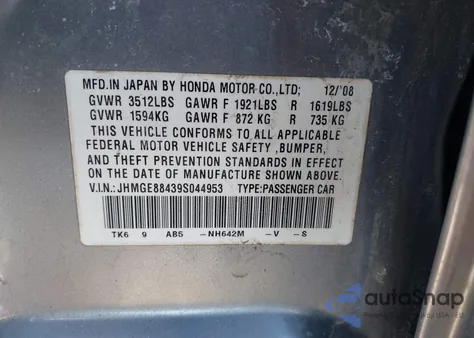 MFD.IN JAPAN BY HONDA MOTOR CO.,LTD; 12/'08
GVWR 3512LBS GAWR F 1921LBS R 1619LBS
GVWR 1594KG GAWR F 872 KG R 735 KG
THIS VEHICLE CONFORMS TO ALL APPLICABLE
FEDERAL MOTOR VEHICLE SAFETY ,BUMPER,
AND THEFT PREVENTION STANDARDS IN EFFECT
ON THE DATE OF MANUFACTURE SHOWN ABOVE.
V.I.N.: JHMGE88439S044953 TYPE:PASSENGER CAR
TK6 9 AB5 -NH642M -V -S
autoSnap